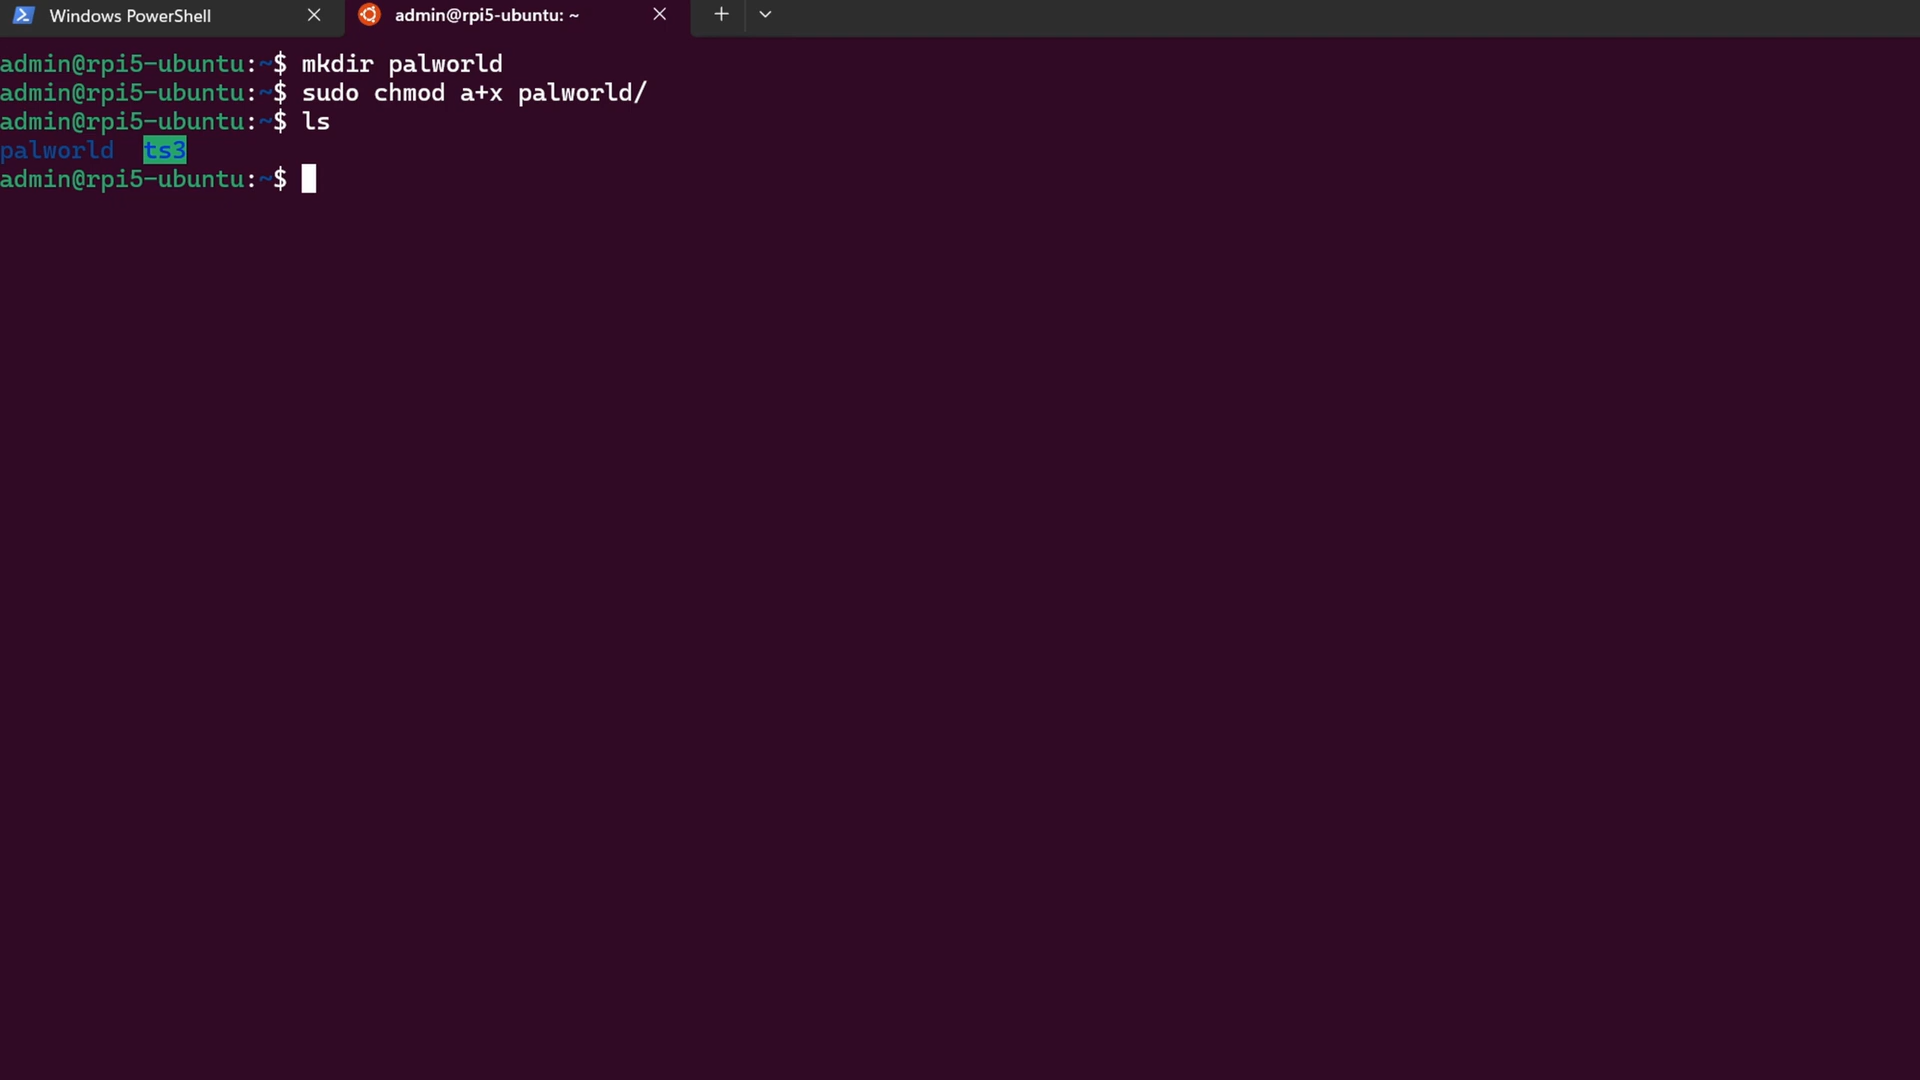 Windows PowerShell
admin@rpi5-ubuntu: ~
admin@rpi5-ubuntu:~$ mkdir palworld
admin@rpi5-ubuntu:~$ sudo chmod a+x palworld/
admin@rpi5-ubuntu:~$ ls
palworld  ts3
admin@rpi5-ubuntu:~$